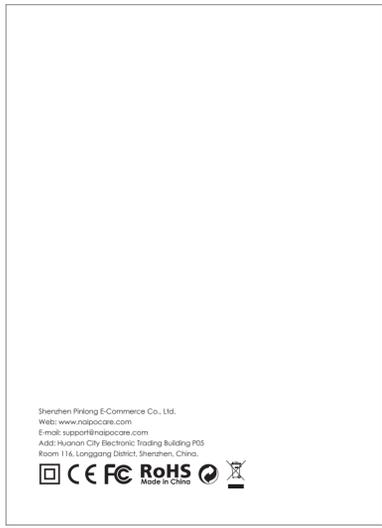 Shenzhen Pinlong E-Commerce Co., Ltd.
Web: www.naipocare.com
E-mail: support@naipocare.com
Add: Huanan City Electronic Trading Building P05
Room 116, Longgang District, Shenzhen, China.
CE FC RoHS
Made in China